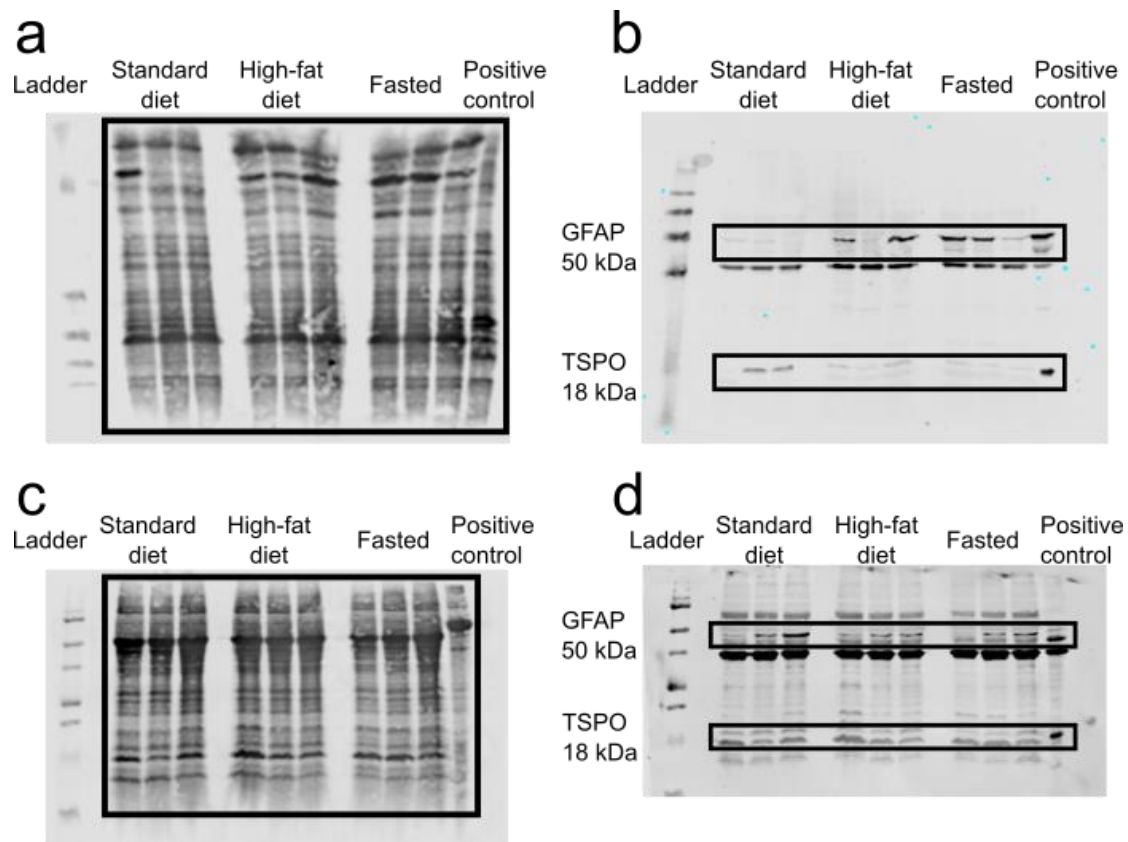 a
Ladder
Standard
diet
High-fat
diet
Fasted
Positive
control
b
Ladder
Standard
diet
High-fat
diet
Fasted
Positive
control
GFAP
50 kDa
TSPO
18 kDa
c
Ladder
Standard
diet
High-fat
diet
Fasted
Positive
control
d
Ladder
Standard
diet
High-fat
diet
Fasted
Positive
control
GFAP
50 kDa
TSPO
18 kDa